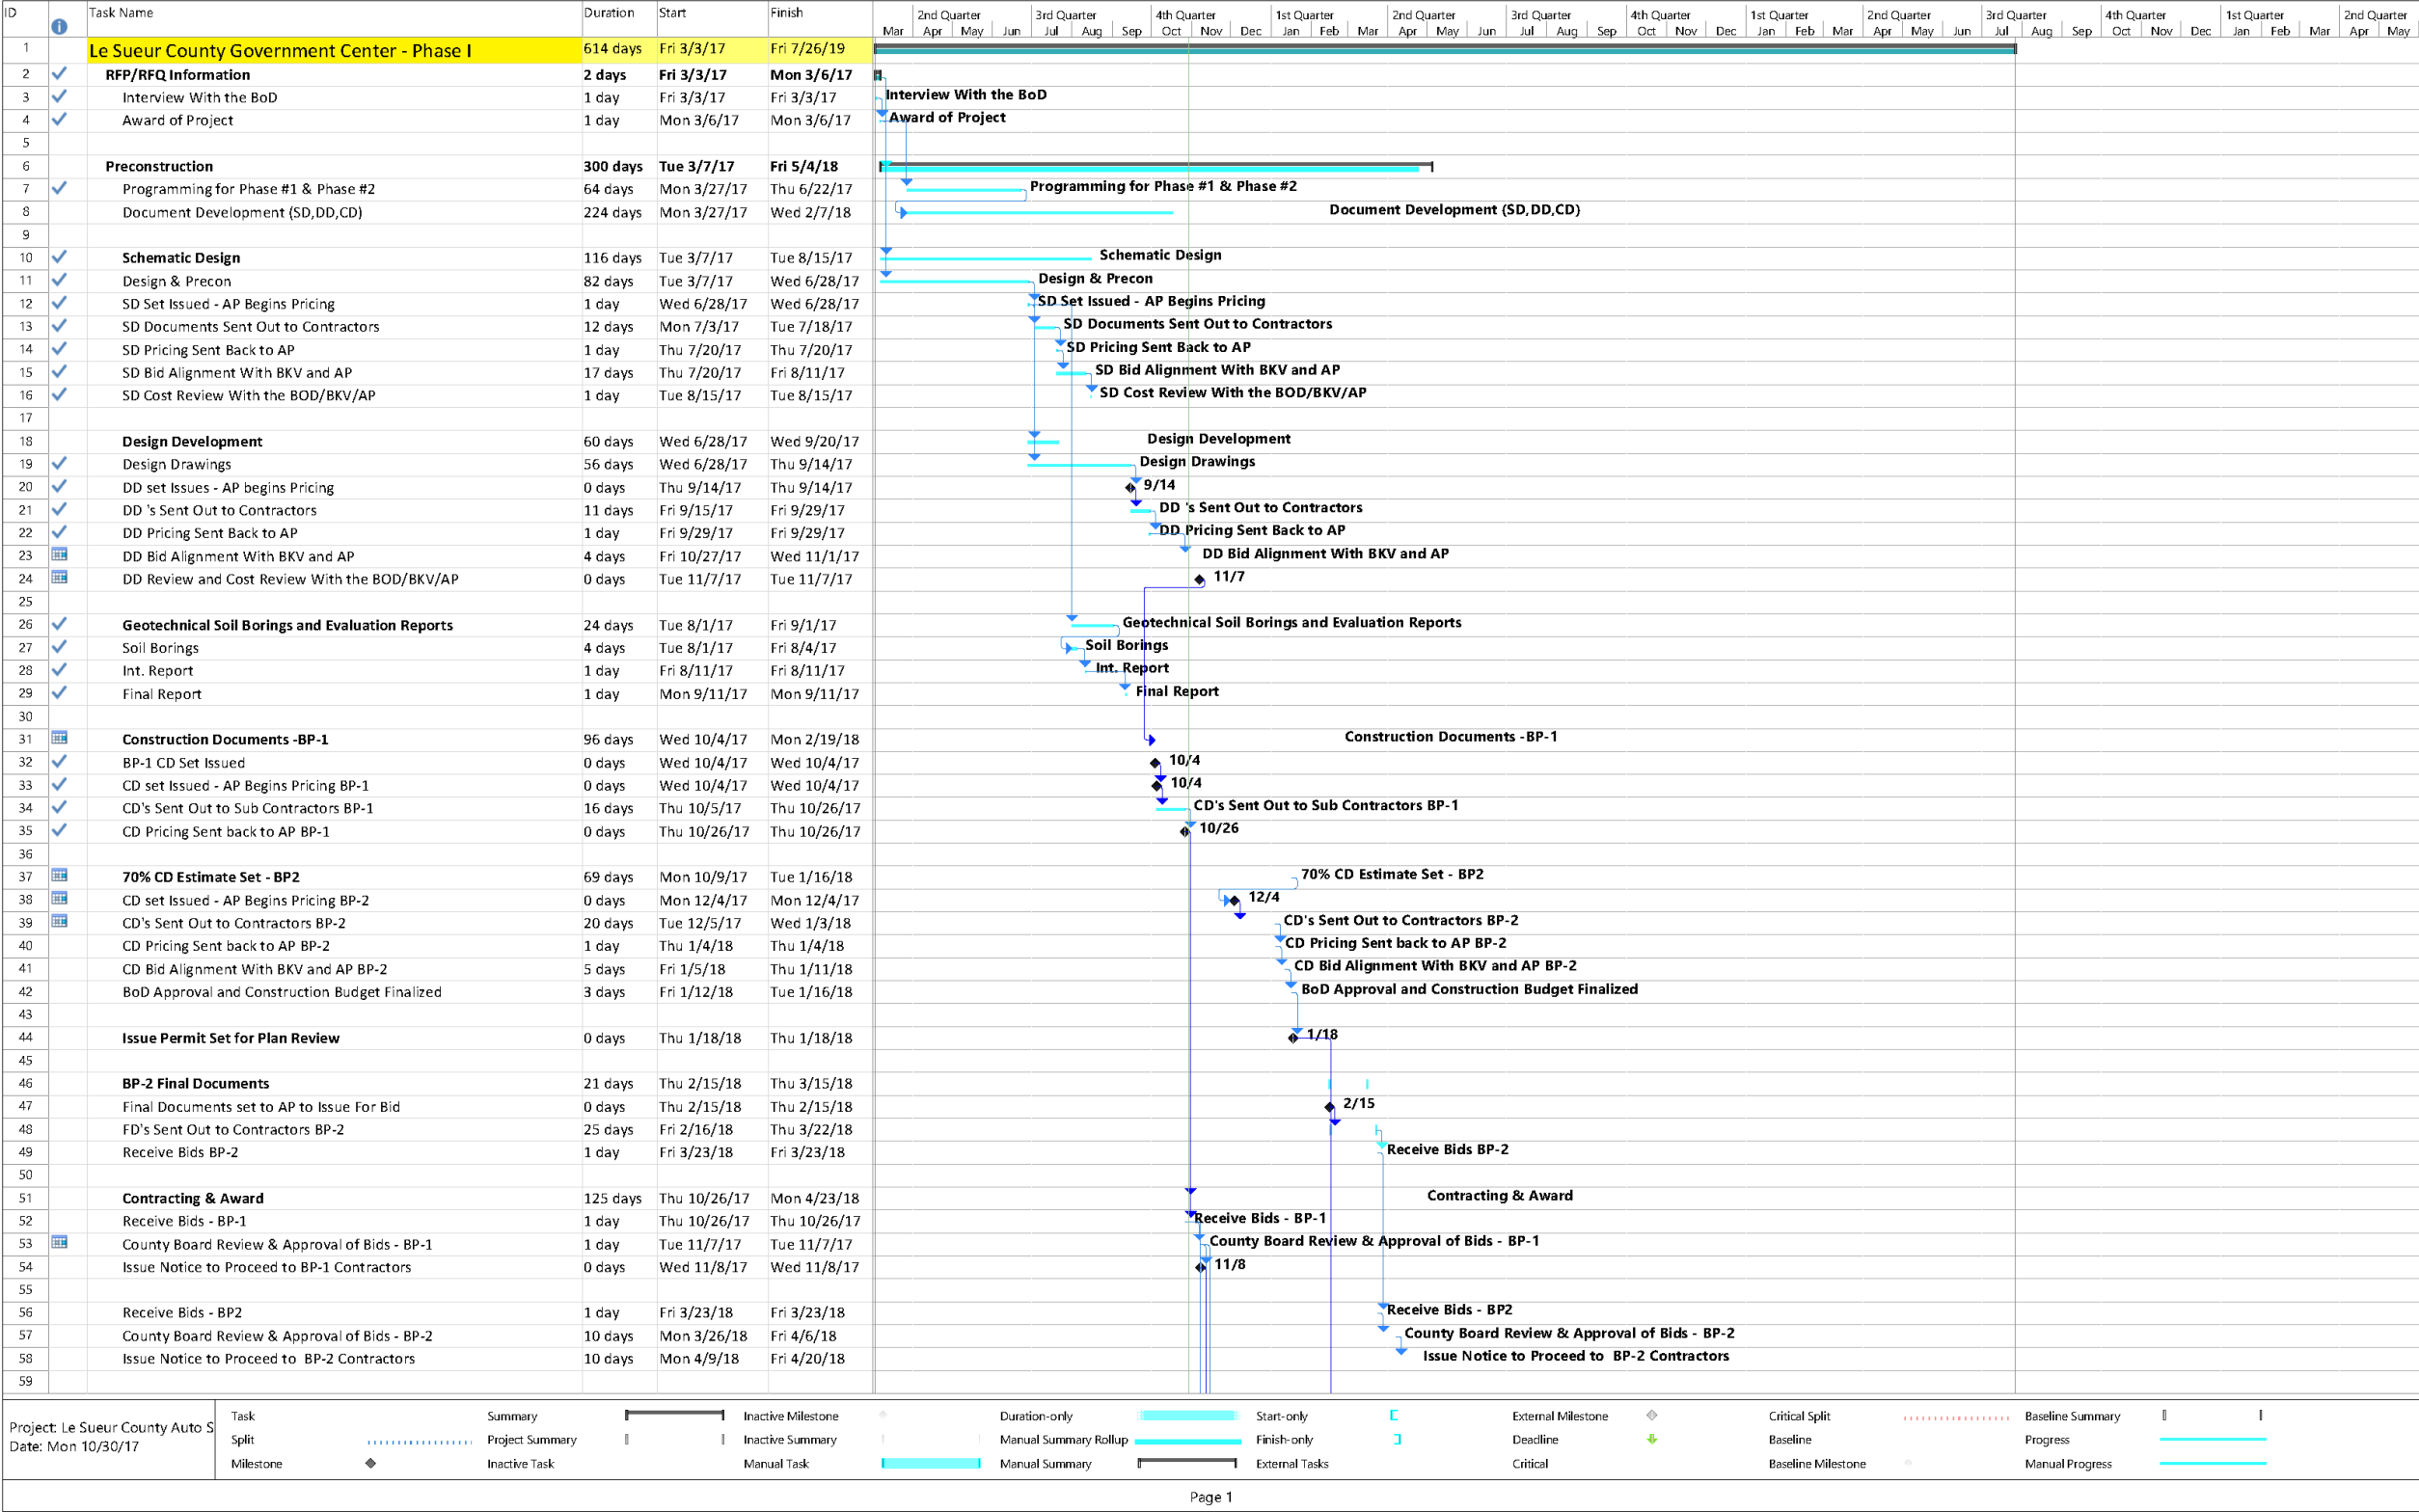 ID Task Name Duration Start Finish
2nd Quarter 3rd Quarter 4th Quarter 1st Quarter 2nd Quarter 3rd Quarter 4th Quarter 1st Quarter 2nd Quarter 3rd Quarter 4th Quarter 1st Quarter 2nd Quarter
Mar Apr May Jun Jul Aug Sep Oct Nov Dec Jan Feb Mar Apr May Jun Jul Aug Sep Oct Nov Dec Jan Feb Mar Apr May Jun Jul Aug Sep Oct Nov Dec Jan Feb Mar Apr May
1 Le Sueur County Government Center - Phase I 614 days Fri 3/3/17 Fri 7/26/19
2 RFP/RFQ Information 2 days Fri 3/3/17 Mon 3/6/17
3 Interview With the BoD 1 day Fri 3/3/17 Fri 3/3/17 Interview With the BoD
4 Award of Project 1 day Mon 3/6/17 Mon 3/6/17 Award of Project
5
6 Preconstruction 300 days Tue 3/7/17 Fri 5/4/18
7 Programming for Phase #1 & Phase #2 64 days Mon 3/27/17 Thu 6/22/17 Programming for Phase #1 & Phase #2
8 Document Development (SD,DD,CD) 224 days Mon 3/27/17 Wed 2/7/18 Document Development (SD,DD,CD)
9
10 Schematic Design 116 days Tue 3/7/17 Tue 8/15/17 Schematic Design
11 Design & Precon 82 days Tue 3/7/17 Wed 6/28/17 Design & Precon
12 SD Set Issued - AP Begins Pricing 1 day Wed 6/28/17 Wed 6/28/17 SD Set Issued - AP Begins Pricing
13 SD Documents Sent Out to Contractors 12 days Mon 7/3/17 Tue 7/18/17 SD Documents Sent Out to Contractors
14 SD Pricing Sent Back to AP 1 day Thu 7/20/17 Thu 7/20/17 SD Pricing Sent Back to AP
15 SD Bid Alignment With BKV and AP 17 days Thu 7/20/17 Fri 8/11/17 SD Bid Alignment With BKV and AP
16 SD Cost Review With the BOD/BKV/AP 1 day Tue 8/15/17 Tue 8/15/17 SD Cost Review With the BOD/BKV/AP
17
18 Design Development 60 days Wed 6/28/17 Wed 9/20/17 Design Development
19 Design Drawings 56 days Wed 6/28/17 Thu 9/14/17 Design Drawings
20 DD set Issues - AP begins Pricing 0 days Thu 9/14/17 Thu 9/14/17 9/14
21 DD 's Sent Out to Contractors 11 days Fri 9/15/17 Fri 9/29/17 DD 's Sent Out to Contractors
22 DD Pricing Sent Back to AP 1 day Fri 9/29/17 Fri 9/29/17 DD Pricing Sent Back to AP
23 DD Bid Alignment With BKV and AP 4 days Fri 10/27/17 Wed 11/1/17 DD Bid Alignment With BKV and AP
24 DD Review and Cost Review With the BOD/BKV/AP 0 days Tue 11/7/17 Tue 11/7/17 11/7
25
26 Geotechnical Soil Borings and Evaluation Reports 24 days Tue 8/1/17 Fri 9/1/17 Geotechnical Soil Borings and Evaluation Reports
27 Soil Borings 4 days Tue 8/1/17 Fri 8/4/17 Soil Borings
28 Int. Report 1 day Fri 8/11/17 Fri 8/11/17 Int. Report
29 Final Report 1 day Mon 9/11/17 Mon 9/11/17 Final Report
30
31 Construction Documents -BP-1 96 days Wed 10/4/17 Mon 2/19/18 Construction Documents -BP-1
32 BP-1 CD Set Issued 0 days Wed 10/4/17 Wed 10/4/17 10/4
33 CD set Issued - AP Begins Pricing BP-1 0 days Wed 10/4/17 Wed 10/4/17 10/4
34 CD's Sent Out to Sub Contractors BP-1 16 days Thu 10/5/17 Thu 10/26/17 CD's Sent Out to Sub Contractors BP-1
35 CD Pricing Sent back to AP BP-1 0 days Thu 10/26/17 Thu 10/26/17 10/26
36
37 70% CD Estimate Set - BP2 69 days Mon 10/9/17 Tue 1/16/18 70% CD Estimate Set - BP2
38 CD set Issued - AP Begins Pricing BP-2 0 days Mon 12/4/17 Mon 12/4/17 12/4
39 CD's Sent Out to Contractors BP-2 20 days Tue 12/5/17 Wed 1/3/18 CD's Sent Out to Contractors BP-2
40 CD Pricing Sent back to AP BP-2 1 day Thu 1/4/18 Thu 1/4/18 CD Pricing Sent back to AP BP-2
41 CD Bid Alignment With BKV and AP BP-2 5 days Fri 1/5/18 Thu 1/11/18 CD Bid Alignment With BKV and AP BP-2
42 BoD Approval and Construction Budget Finalized 3 days Fri 1/12/18 Tue 1/16/18 BoD Approval and Construction Budget Finalized
43
44 Issue Permit Set for Plan Review 0 days Thu 1/18/18 Thu 1/18/18 1/18
45
46 BP-2 Final Documents 21 days Thu 2/15/18 Thu 3/15/18
47 Final Documents set to AP to Issue For Bid 0 days Thu 2/15/18 Thu 2/15/18 2/15
48 FD's Sent Out to Contractors BP-2 25 days Fri 2/16/18 Thu 3/22/18
49 Receive Bids BP-2 1 day Fri 3/23/18 Fri 3/23/18 Receive Bids BP-2
50
51 Contracting & Award 125 days Thu 10/26/17 Mon 4/23/18 Contracting & Award
52 Receive Bids - BP-1 1 day Thu 10/26/17 Thu 10/26/17 Receive Bids - BP-1
53 County Board Review & Approval of Bids - BP-1 1 day Tue 11/7/17 Tue 11/7/17 County Board Review & Approval of Bids - BP-1
54 Issue Notice to Proceed to BP-1 Contractors 0 days Wed 11/8/17 Wed 11/8/17 11/8
55
56 Receive Bids - BP2 1 day Fri 3/23/18 Fri 3/23/18 Receive Bids - BP2
57 County Board Review & Approval of Bids - BP-2 10 days Mon 3/26/18 Fri 4/6/18 County Board Review & Approval of Bids - BP-2
58 Issue Notice to Proceed to BP-2 Contractors 10 days Mon 4/9/18 Fri 4/20/18 Issue Notice to Proceed to BP-2 Contractors
59
Project: Le Sueur County Auto S
Date: Mon 10/30/17
Task Summary Inactive Milestone Duration-only Start-only External Milestone Critical Split Baseline Summary
Split Project Summary Inactive Summary Manual Summary Rollup Finish-only Deadline Baseline Progress
Milestone Inactive Task Manual Task Manual Summary External Tasks Critical Baseline Milestone Manual Progress
Page 1